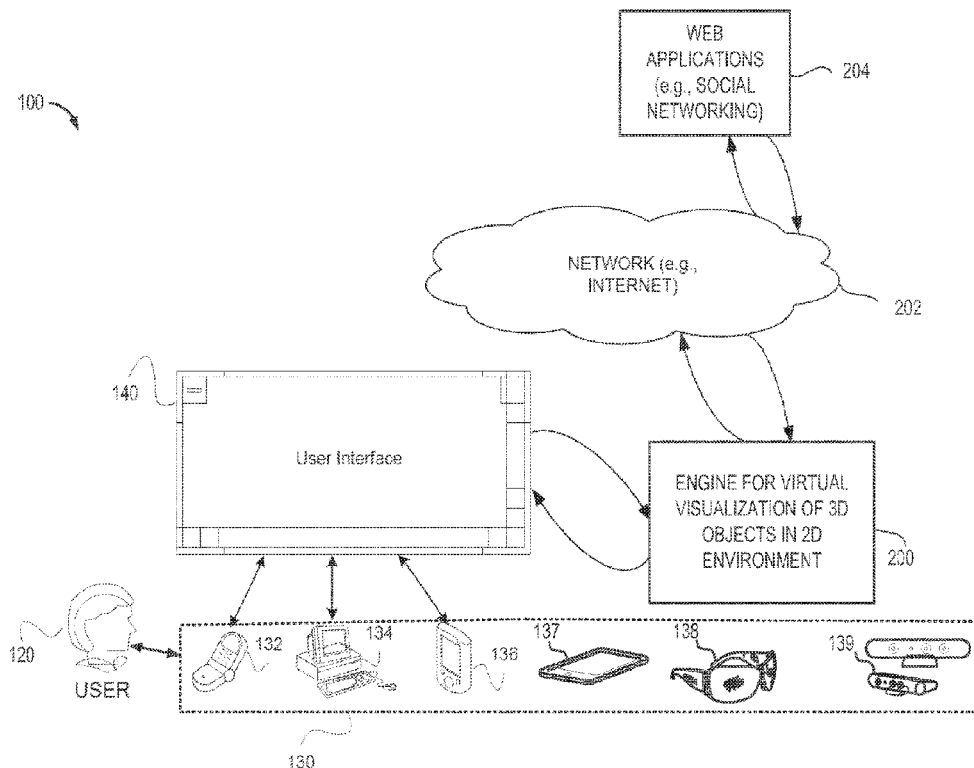 WEB
APPLICATIONS
(e.g., SOCIAL
NETWORKING)
204
100
NETWORK (e.g.,
INTERNET)
202
140
User Interface
ENGINE FOR VIRTUAL
VISUALIZATION OF 3D
OBJECTS IN 2D
ENVIRONMENT
200
120
USER
132
134
136
137
138
139
130